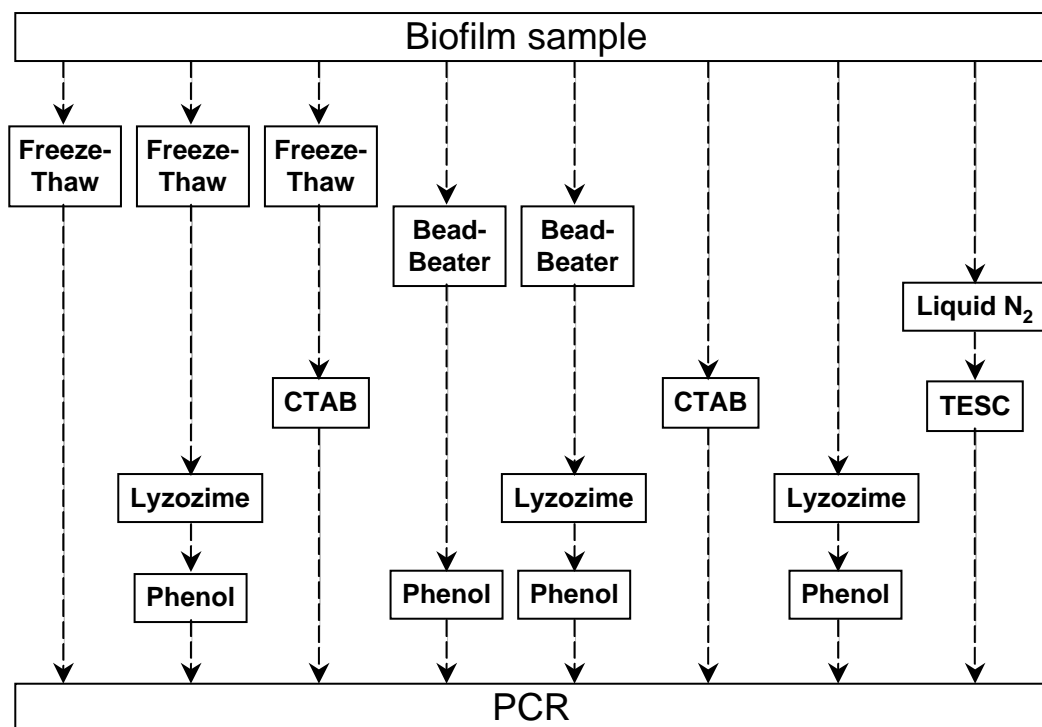 Biofilm sample
Freeze-
Thaw
Freeze-
Thaw
Freeze-
Thaw
Bead-
Beater
Bead-
Beater
Liquid N₂
CTAB
CTAB
TESC
Lyzozime
Lyzozime
Lyzozime
Phenol
Phenol
Phenol
Phenol
PCR